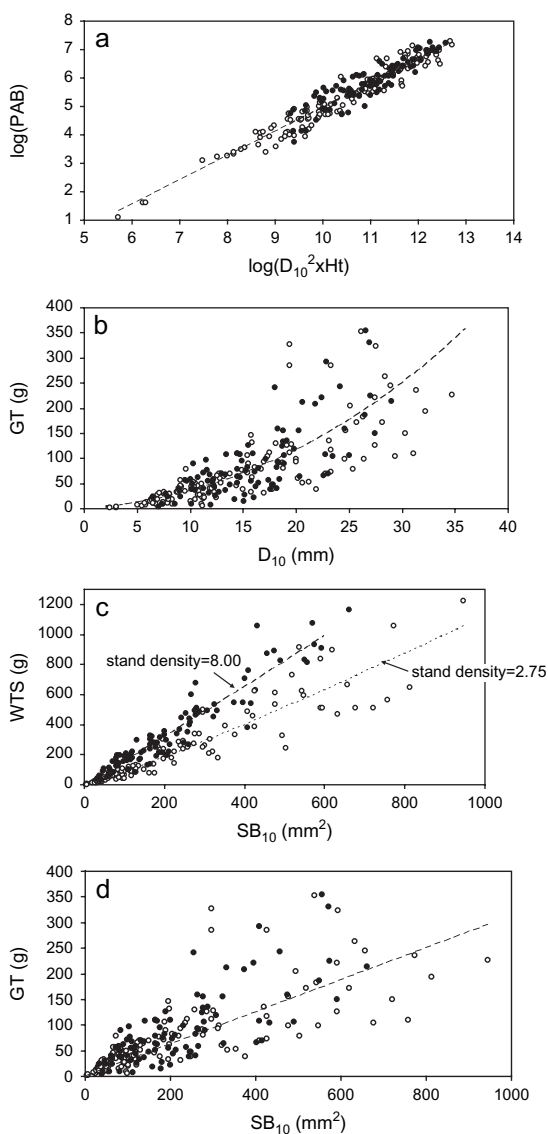 a
8
7
6
5
4
3
2
1
log(PAB)
5 6 7 8 9 10 11 12 13 14
log(D₁₀²xHt)
b
400
350
300
250
200
150
100
50
0
GT (g)
0 5 10 15 20 25 30 35 40
D₁₀ (mm)
c
1200
1000
800
600
400
200
0
WTS (g)
stand density=8.00
stand density=2.75
0 200 400 600 800 1000
SB₁₀ (mm²)
d
400
350
300
250
200
150
100
50
0
GT (g)
0 200 400 600 800 1000
SB₁₀ (mm²)